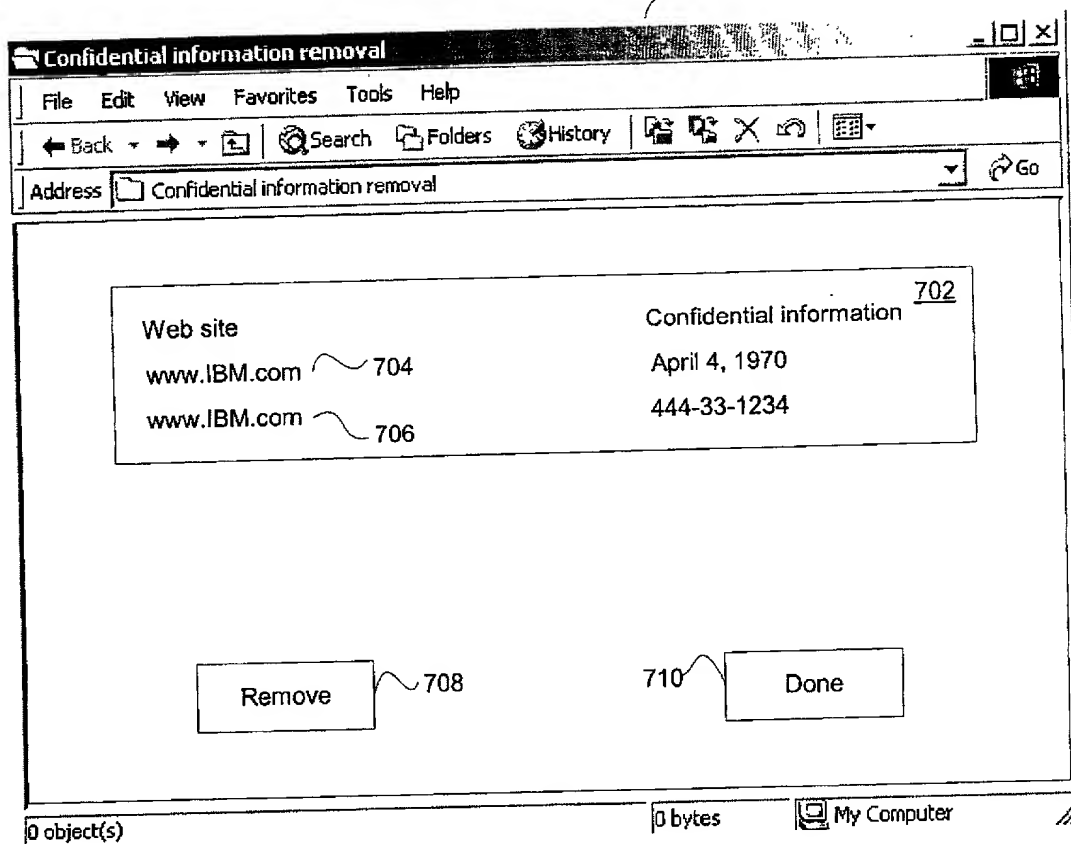 Confidential information removal
File Edit View Favorites Tools Help
Back Search Folders History
Address Confidential information removal Go
702
Web site Confidential information
www.IBM.com 704 April 4, 1970
www.IBM.com 706 444-33-1234
Remove 708 710 Done
0 object(s) 0 bytes My Computer